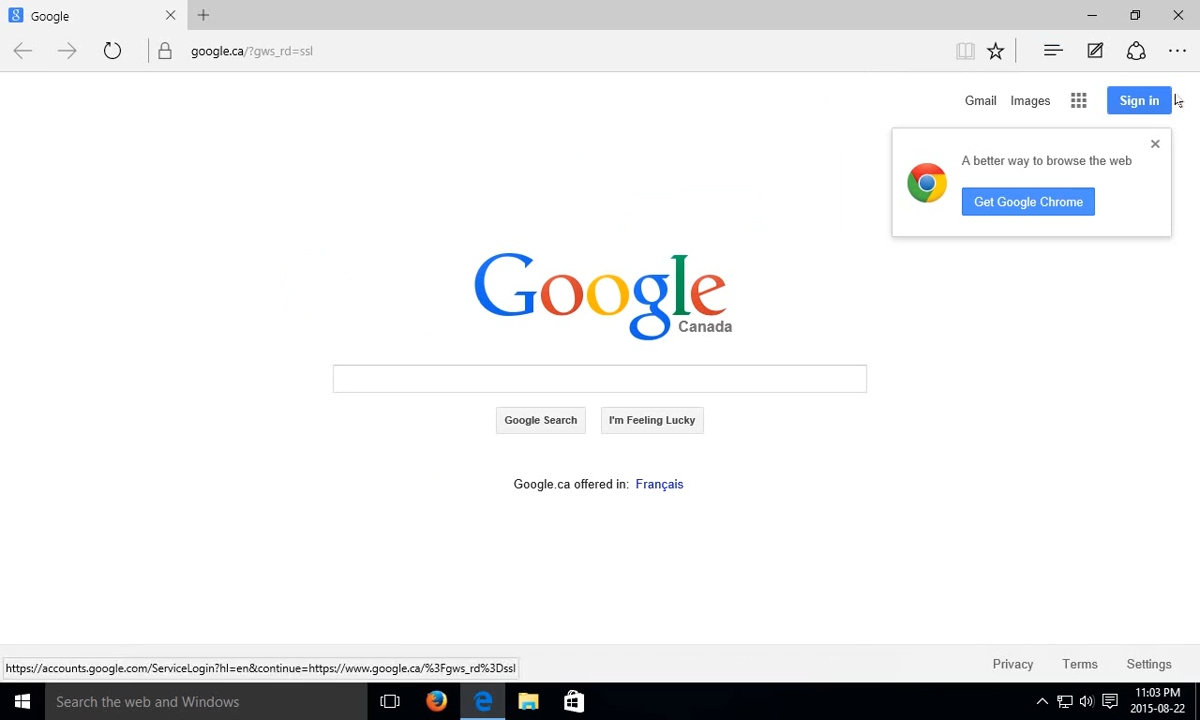 Google
google.ca/?gws_rd=ssl
Gmail Images Sign in
A better way to browse the web
Get Google Chrome
Google
Canada
Google Search I'm Feeling Lucky
Google.ca offered in: Français
Privacy Terms Settings
https://accounts.google.com/ServiceLogin?hl=en&continue=https://www.google.ca/%3Fgws_rd%3Dssl
Search the web and Windows
11:03 PM
2015-08-22